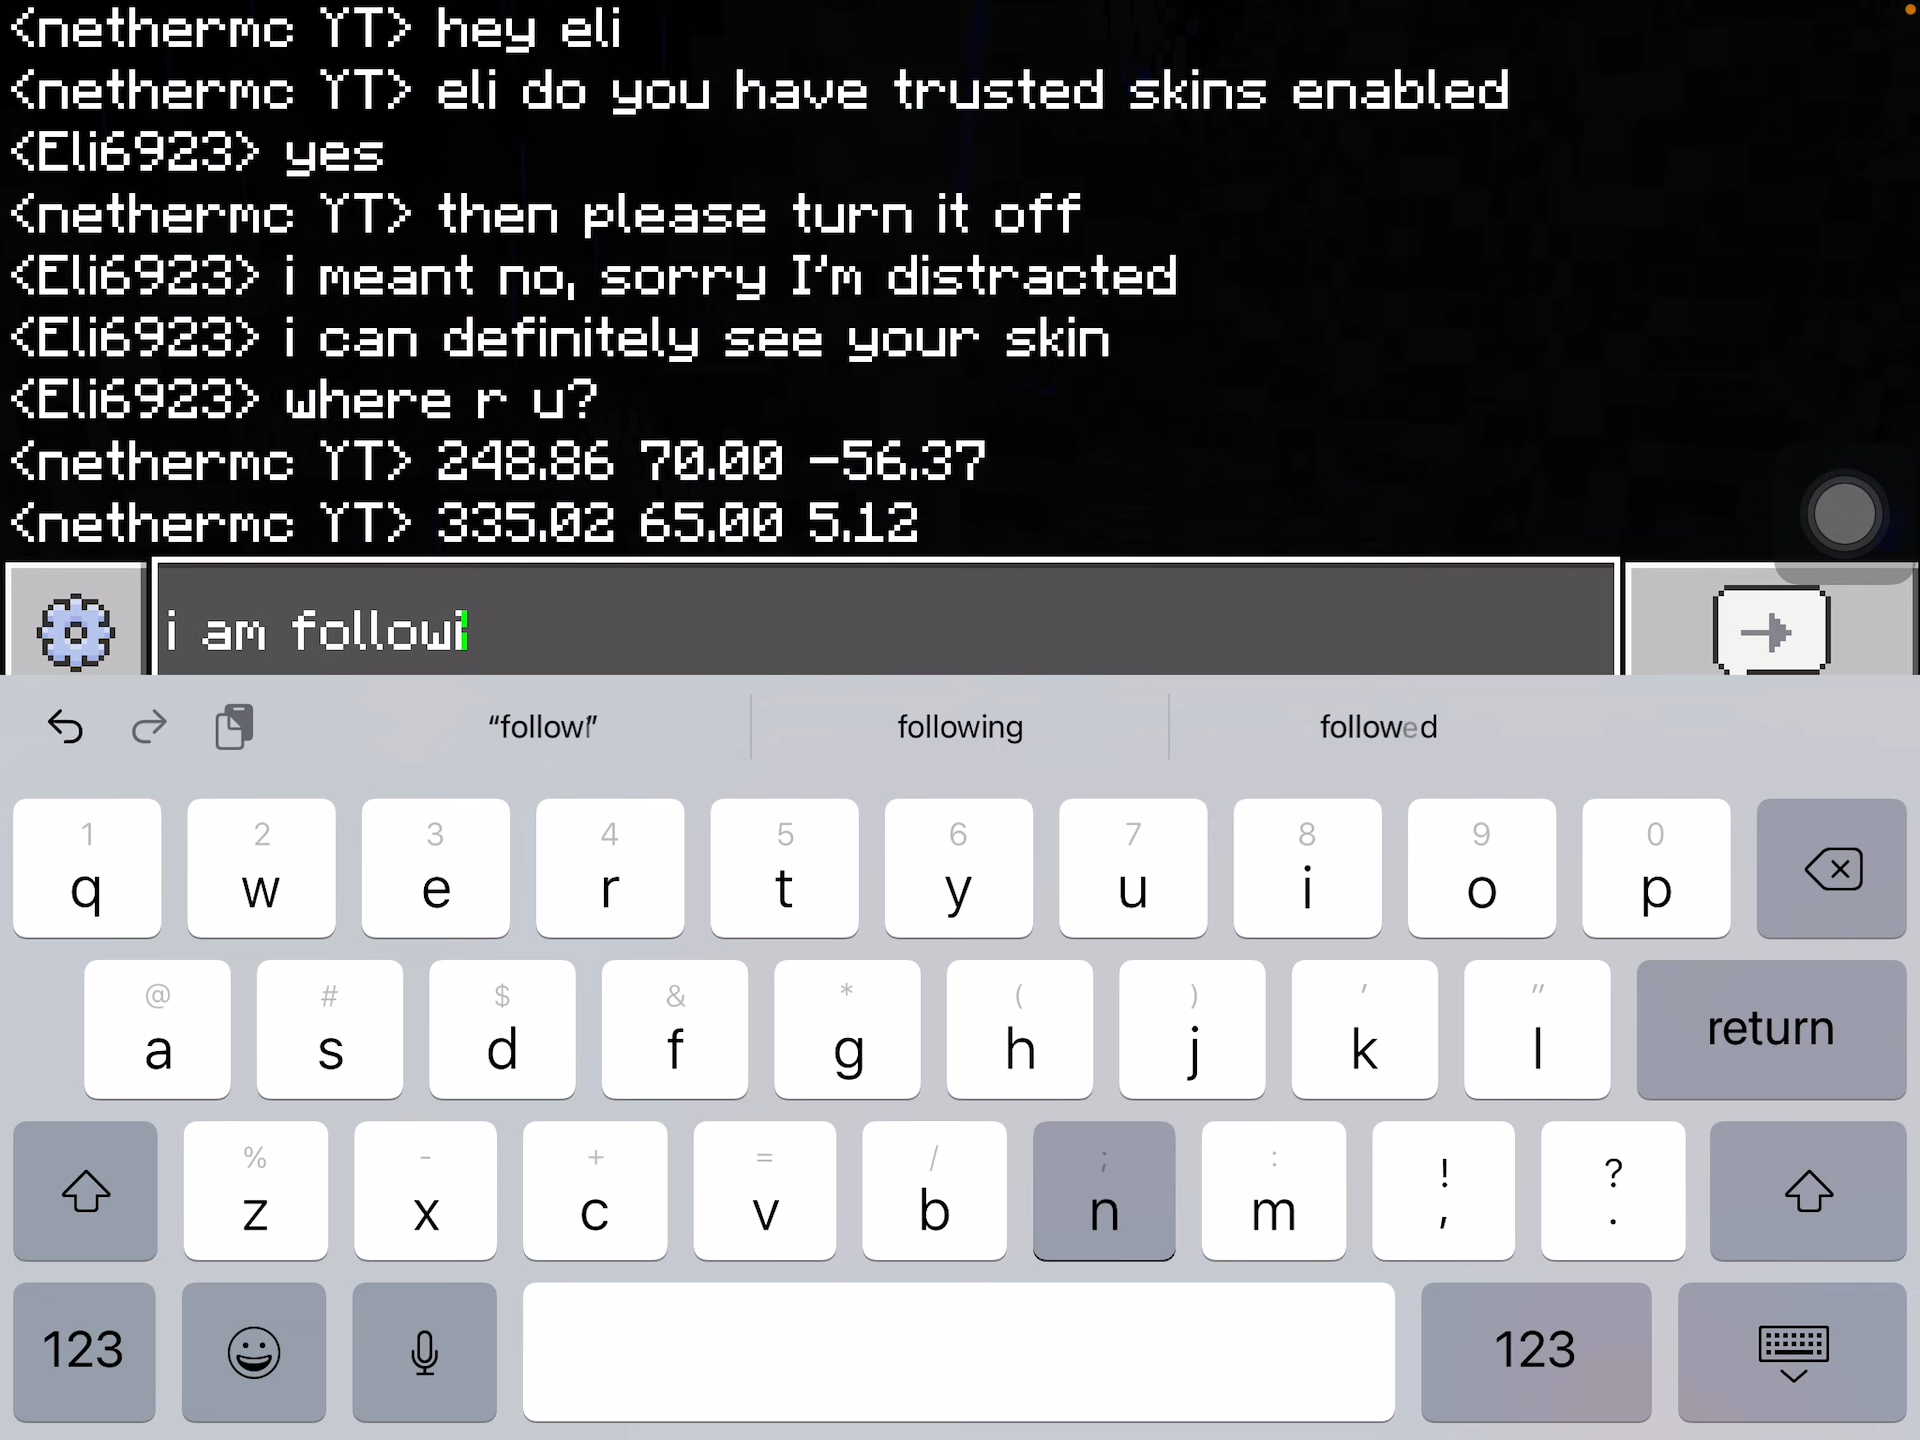 <nethermc YT> hey eli
<nethermc YT> eli do you have trusted skins enabled
<Eli6923> yes
<nethermc YT> then please turn it off
<Eli6923> i meant no, sorry I'm distracted
<Eli6923> i can definitely see your skin
<Eli6923> where r u?
<nethermc YT> 248.86 70.00 -56.37
<nethermc YT> 335.02 65.00 5.12
i am followi
“followi” following followed
1 2 3 4 5 6 7 8 9 0
q w e r t y u i o p
@ # $ & * ( ) ' "
a s d f g h j k l return
% - + = / ; : ! ?
z x c v b n m , .
123 123